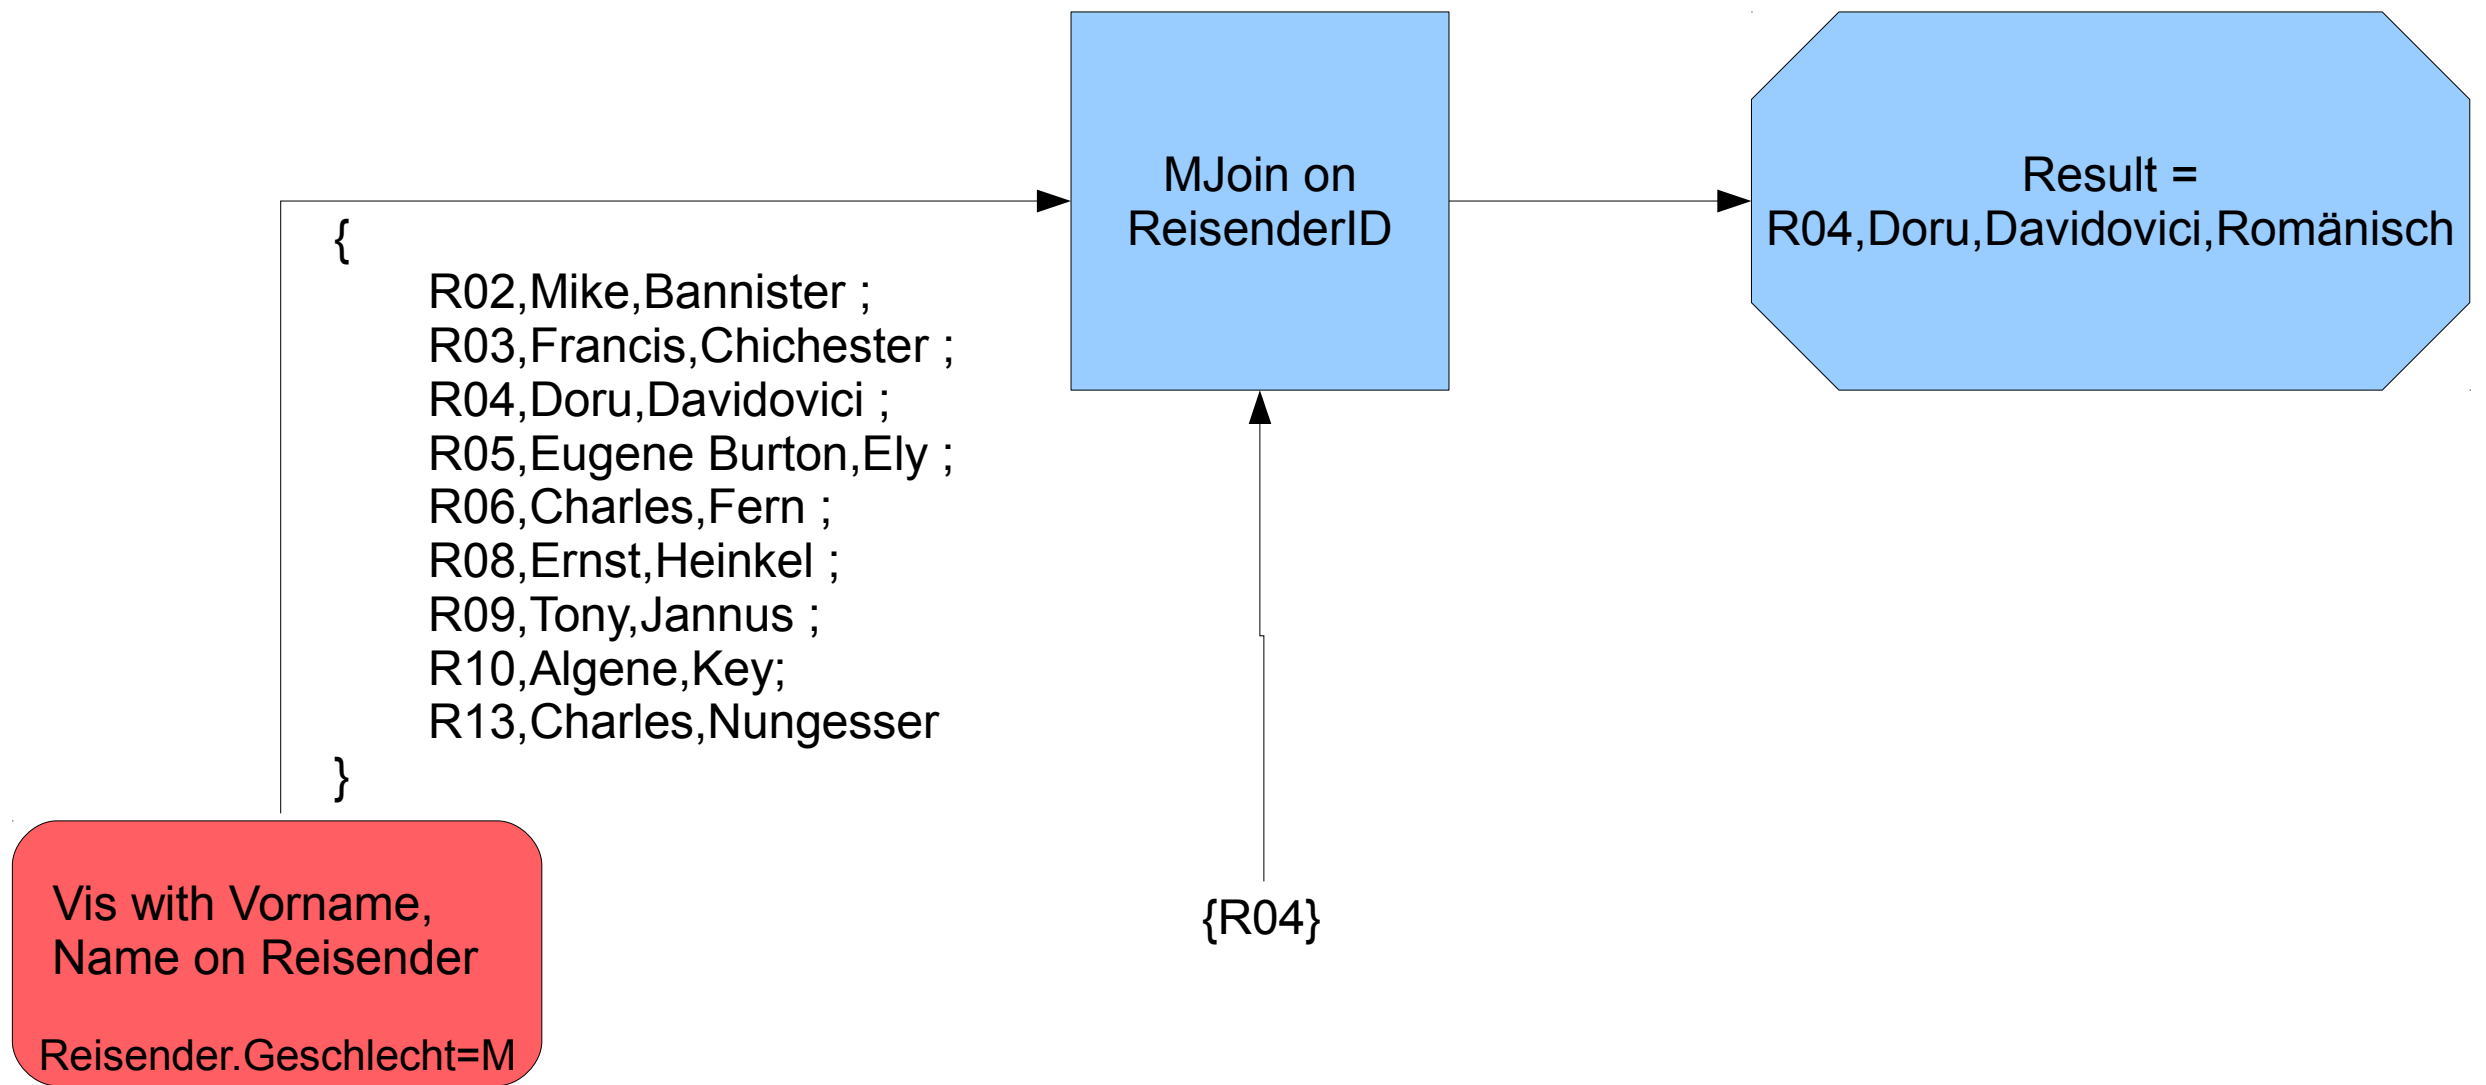 MJoin on
ReisenderID
Result =
R04,Doru,Davidovici,Romänisch
{
R02,Mike,Bannister ;
R03,Francis,Chichester ;
R04,Doru,Davidovici ;
R05,Eugene Burton,Ely ;
R06,Charles,Fern ;
R08,Ernst,Heinkel ;
R09,Tony,Jannus ;
R10,Algene,Key;
R13,Charles,Nungesser
}
Vis with Vorname,
Name on Reisender
Reisender.Geschlecht=M
{R04}